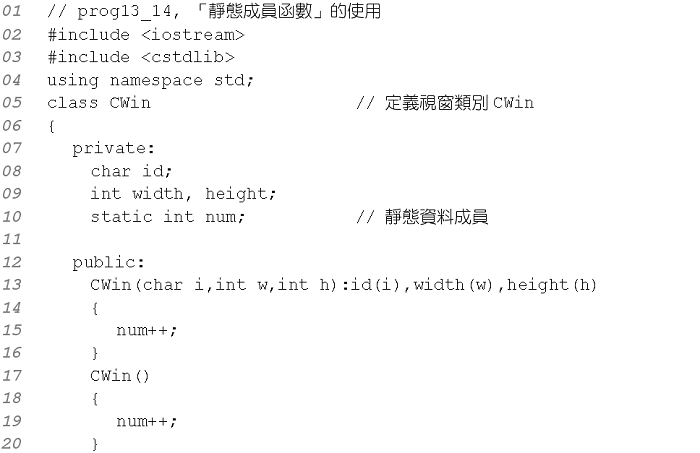 01 // prog13_14, 「靜態成員函數」的使用
02 #include <iostream>
03 #include <cstdlib>
04 using namespace std;
05 class CWin // 定義視窗類別 CWin
06 {
07 private:
08 char id;
09 int width, height;
10 static int num; // 靜態資料成員
11
12 public:
13 CWin(char i,int w,int h):id(i),width(w),height(h)
14 {
15 num++;
16 }
17 CWin()
18 {
19 num++;
20 }